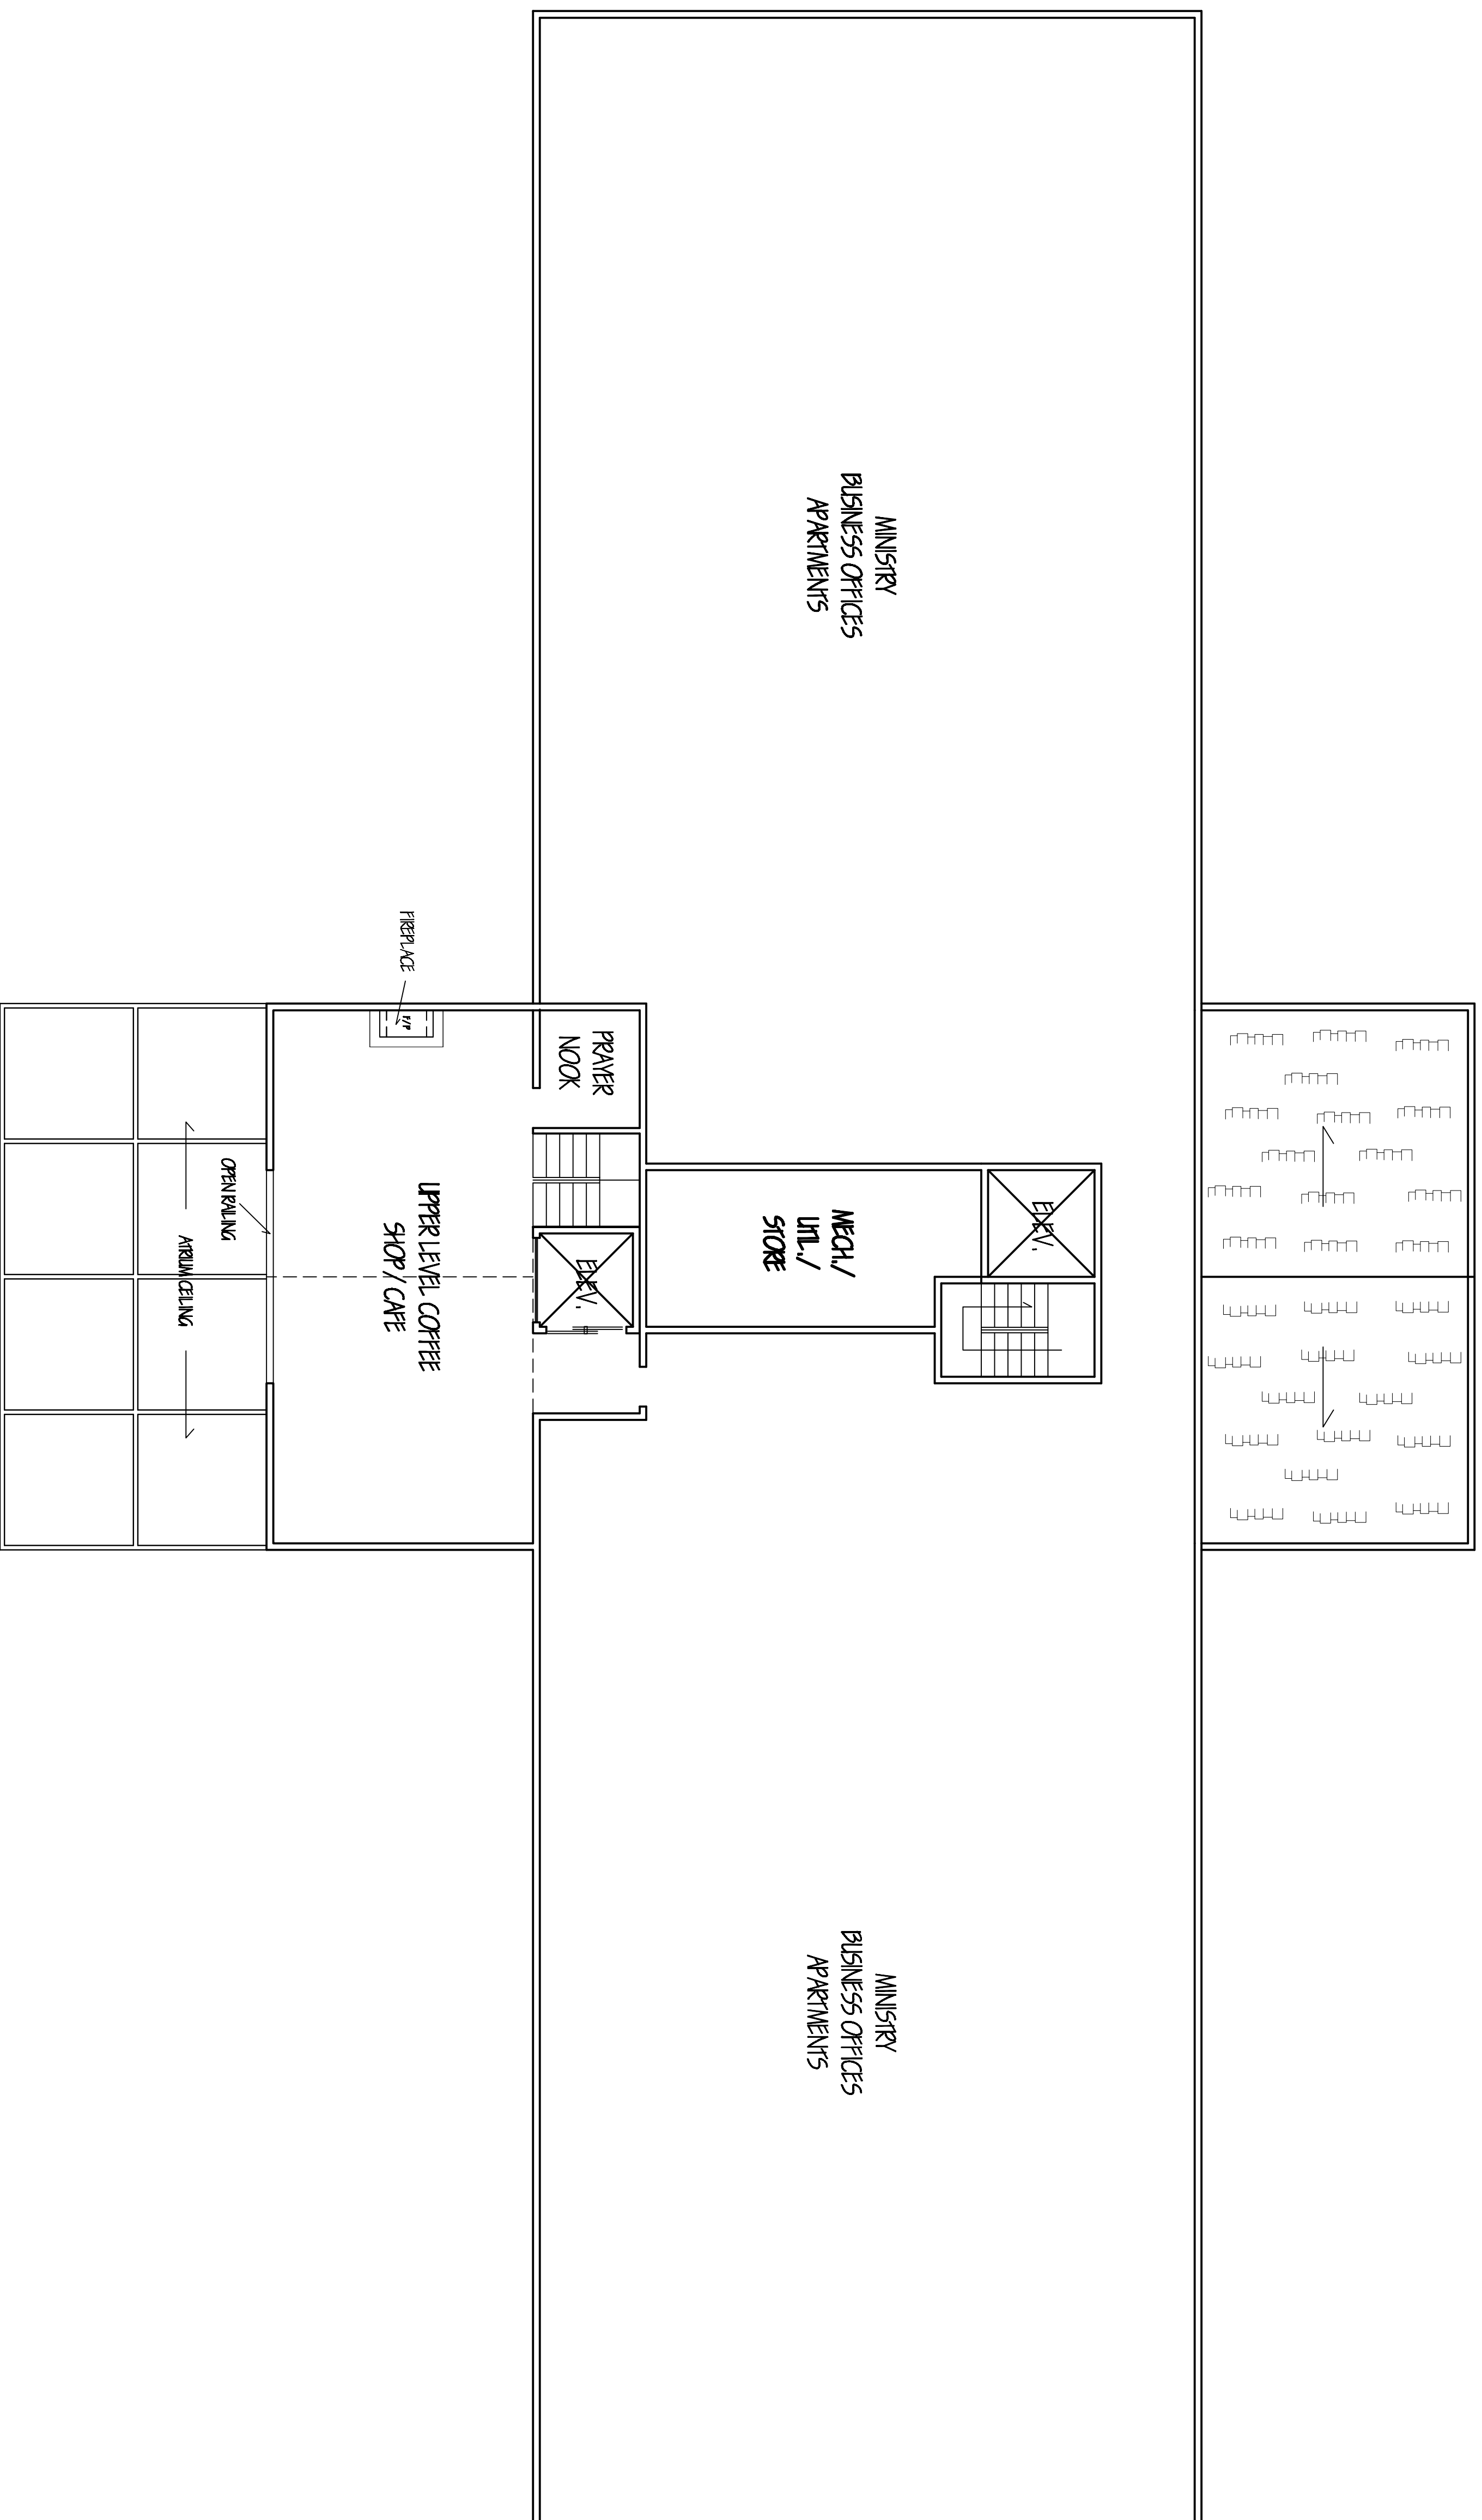 MINISTRY
BUSINESS OFFICES
APARTMENTS
FIREPLACE
F/P
PRAYER
NOOK
OPEN RAILING
ATRIUM CEILING
UPPER LEVEL COFFEE
SHOP / CAFE
ELEV.
MECH./
UTIL./
STORE
ELEV.
MINISTRY
BUSINESS OFFICES
APARTMENTS